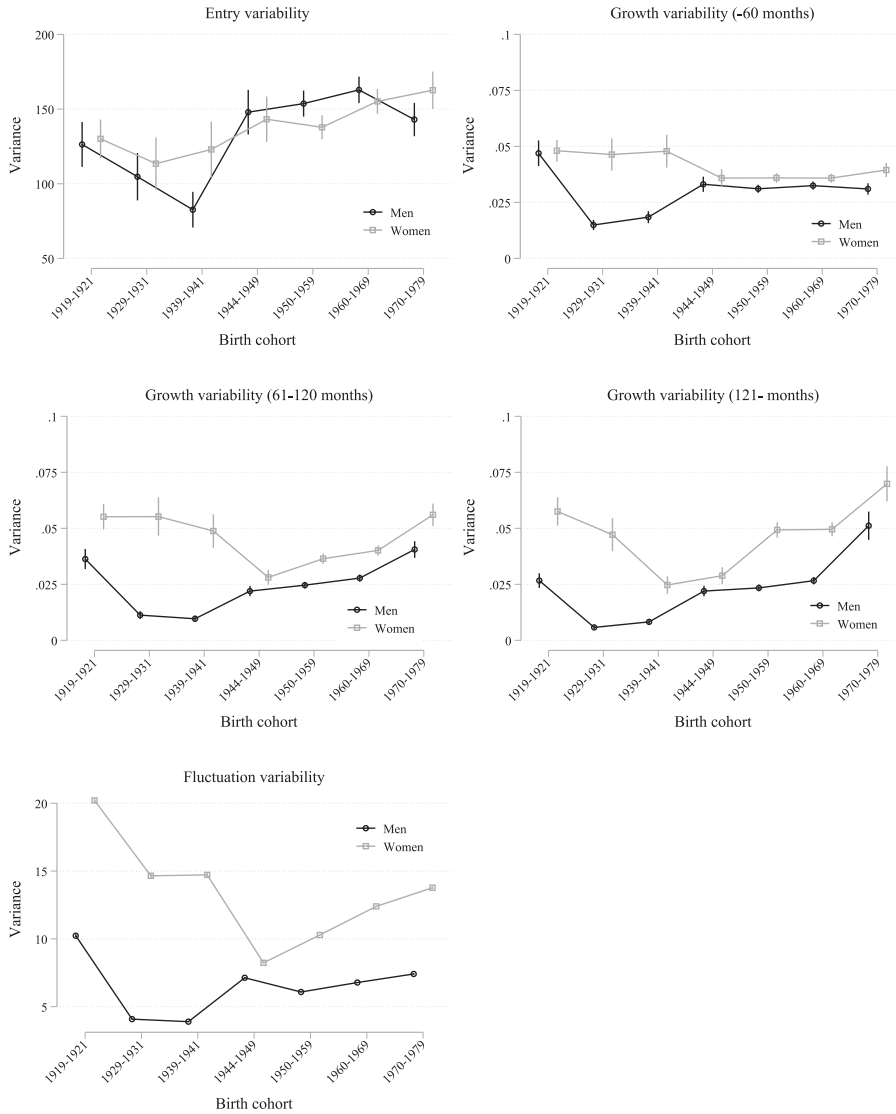 Entry variability
200
150
100
50
Variance
Men
Women
1919-1921
1929-1931
1939-1941
1944-1949
1950-1959
1960-1969
1970-1979
Birth cohort
Growth variability (-60 months)
.1
.075
.05
.025
0
Variance
Men
Women
1919-1921
1929-1931
1939-1941
1944-1949
1950-1959
1960-1969
1970-1979
Birth cohort
Growth variability (61-120 months)
.1
.075
.05
.025
0
Variance
Men
Women
1919-1921
1929-1931
1939-1941
1944-1949
1950-1959
1960-1969
1970-1979
Birth cohort
Growth variability (121- months)
.1
.075
.05
.025
0
Variance
Men
Women
1919-1921
1929-1931
1939-1941
1944-1949
1950-1959
1960-1969
1970-1979
Birth cohort
Fluctuation variability
20
15
10
5
Variance
Men
Women
1919-1921
1929-1931
1939-1941
1944-1949
1950-1959
1960-1969
1970-1979
Birth cohort